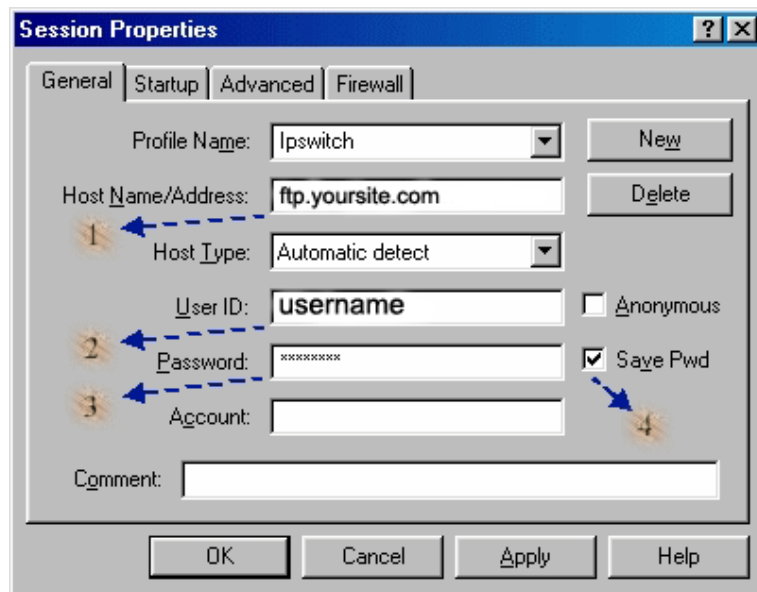 Session Properties
General Startup Advanced Firewall
Profile Name: Ipswitch New
Host Name/Address: ftp.yoursite.com Delete
1
Host Type: Automatic detect
User ID: username Anonymous
2
Password: ******** Save Pwd
3
4
Account:
Comment:
OK Cancel Apply Help